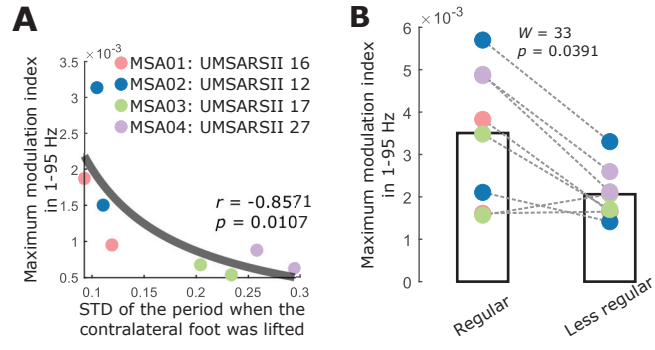 A
×10⁻³
Maximum modulation index
in 1-95 Hz
3.5
3
2.5
2
1.5
1
0.5
MSA01: UMSARSII 16
MSA02: UMSARSII 12
MSA03: UMSARSII 17
MSA04: UMSARSII 27
r = -0.8571
p = 0.0107
0.1
0.15
0.2
0.25
0.3
STD of the period when the
contralateral foot was lifted
B
×10⁻³
Maximum modulation index
in 1-95 Hz
6
5
4
3
2
1
0
W = 33
p = 0.0391
Regular
Less regular